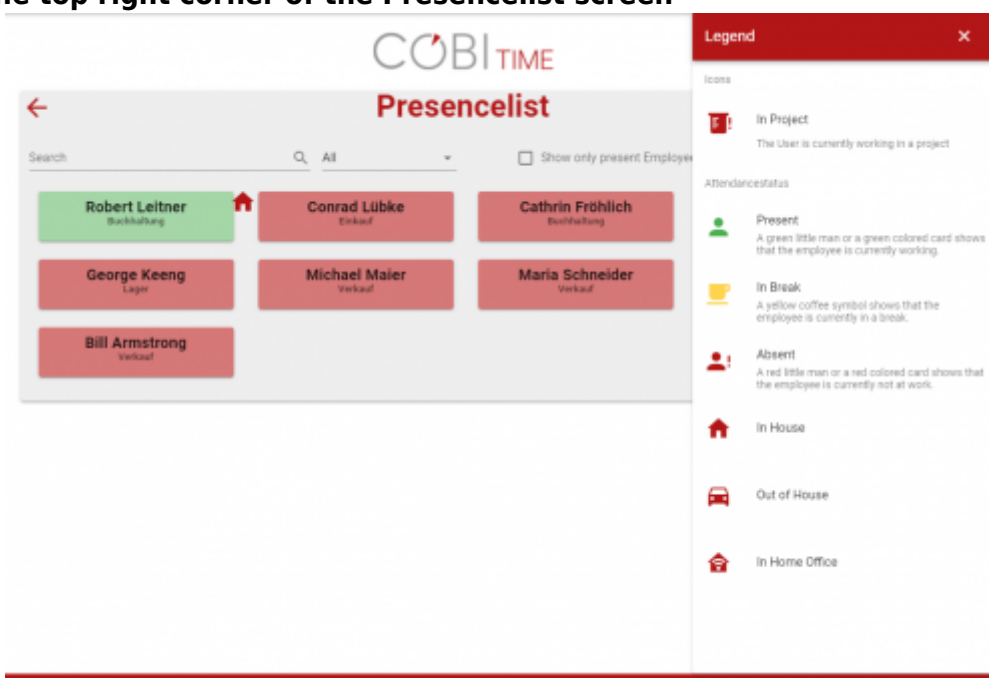 he top right corner of the Presencelist screen
COBI TIME
Legend
Icons
In Project
The User is currently working in a project
Presencelist
Search
All
Show only present Employee
Attendancestatus
Robert Leitner
Buchhaltung
Conrad Lübke
Einkauf
Cathrin Fröhlich
Buchhaltung
George Keeng
Lager
Michael Maier
Verkauf
Maria Schneider
Verkauf
Bill Armstrong
Verkauf
Present
A green little man or a green colored card shows
that the employee is currently working.
In Break
A yellow coffee symbol shows that the
employee is currently in a break.
Absent
A red little man or a red colored card shows that
the employee is currently not at work.
In House
Out of House
In Home Office